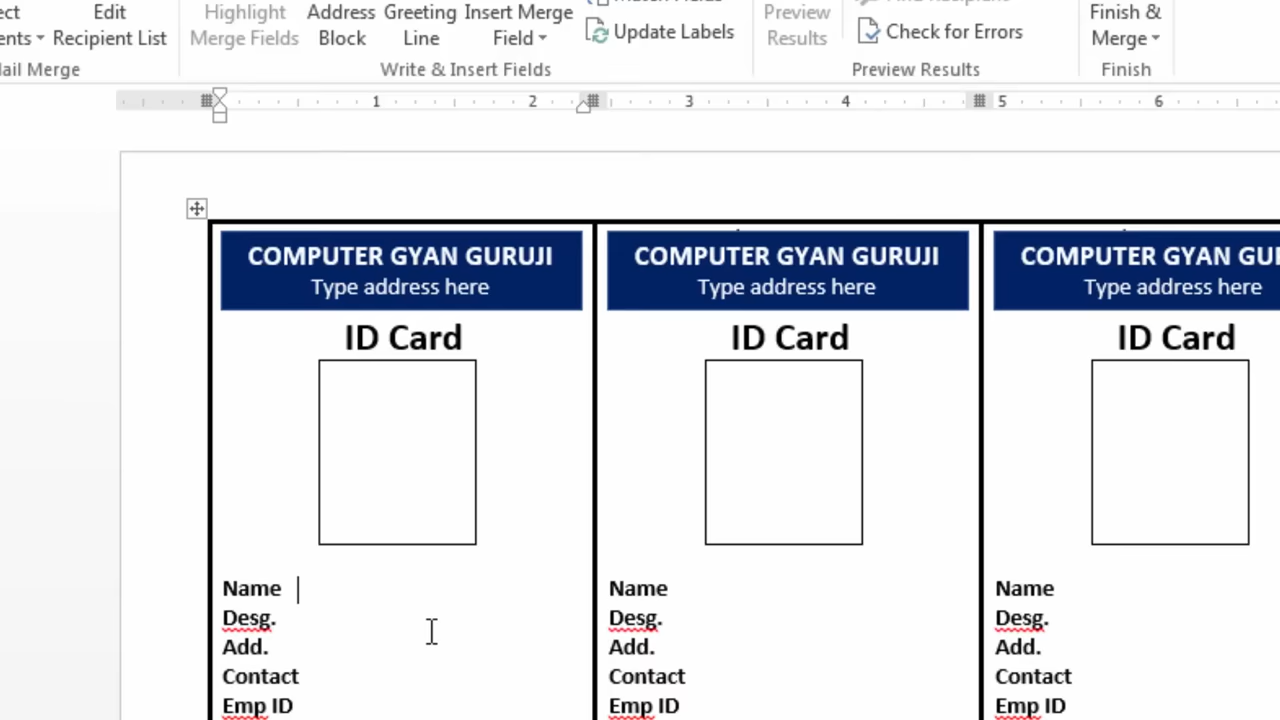 Edit
Recipient List
Highlight
Merge Fields
Address
Block
Greeting
Line
Insert Merge
Field
Update Labels
Preview
Results
Check for Errors
Finish &
Merge
ail Merge
Write & Insert Fields
Preview Results
Finish
1 2 3 4 5 6
COMPUTER GYAN GURUJI
Type address here
ID Card
Name
Desg.
Add.
Contact
Emp ID
COMPUTER GYAN GURUJI
Type address here
ID Card
Name
Desg.
Add.
Contact
Emp ID
COMPUTER GYAN GU
Type address here
ID Card
Name
Desg.
Add.
Contact
Emp ID